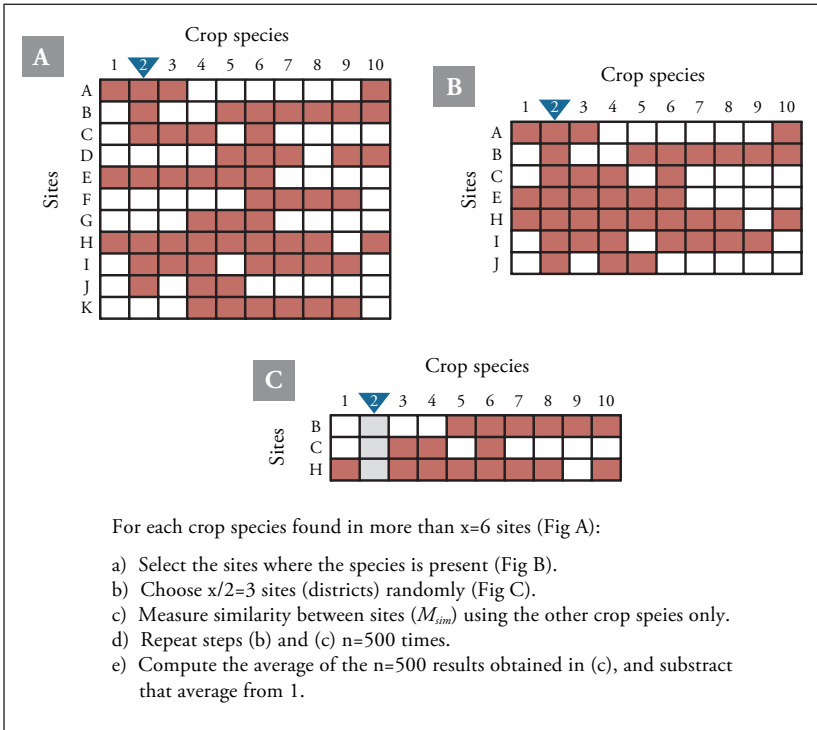 A
Crop species
1 2 3 4 5 6 7 8 9 10
Sites
A
B
C
D
E
F
G
H
I
J
K
B
Crop species
1 2 3 4 5 6 7 8 9 10
Sites
A
B
C
E
H
I
J
C
Crop species
1 2 3 4 5 6 7 8 9 10
Sites
B
C
H
For each crop species found in more than x=6 sites (Fig A):
a) Select the sites where the species is present (Fig B).
b) Choose x/2=3 sites (districts) randomly (Fig C).
c) Measure similarity between sites (M_sim) using the other crop speies only.
d) Repeat steps (b) and (c) n=500 times.
e) Compute the average of the n=500 results obtained in (c), and substract
that average from 1.